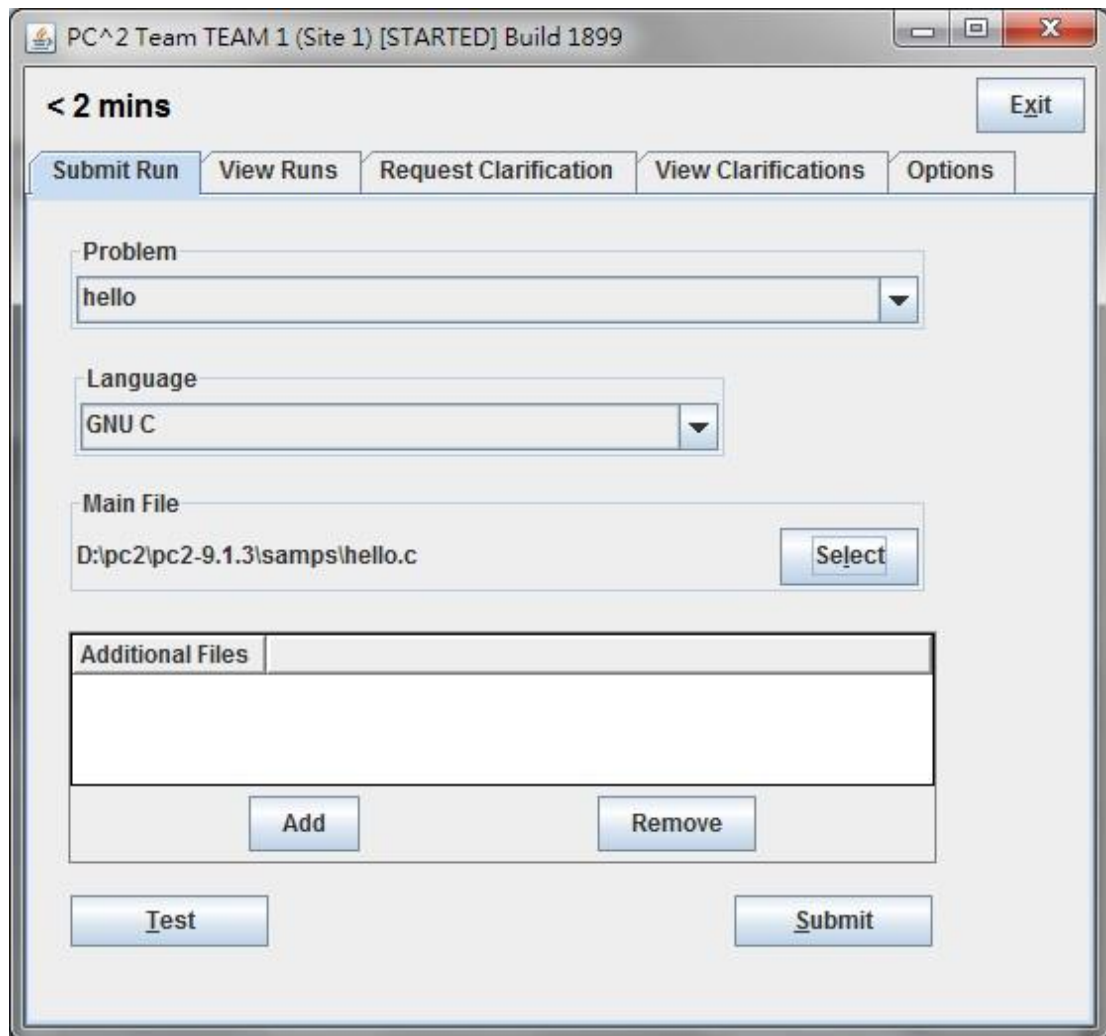 PC^2 Team TEAM 1 (Site 1) [STARTED] Build 1899
< 2 mins
Exit
Submit Run View Runs Request Clarification View Clarifications Options
Problem
hello
Language
GNU C
Main File
D:\pc2\pc2-9.1.3\samps\hello.c
Select
Additional Files
Add Remove
Test Submit